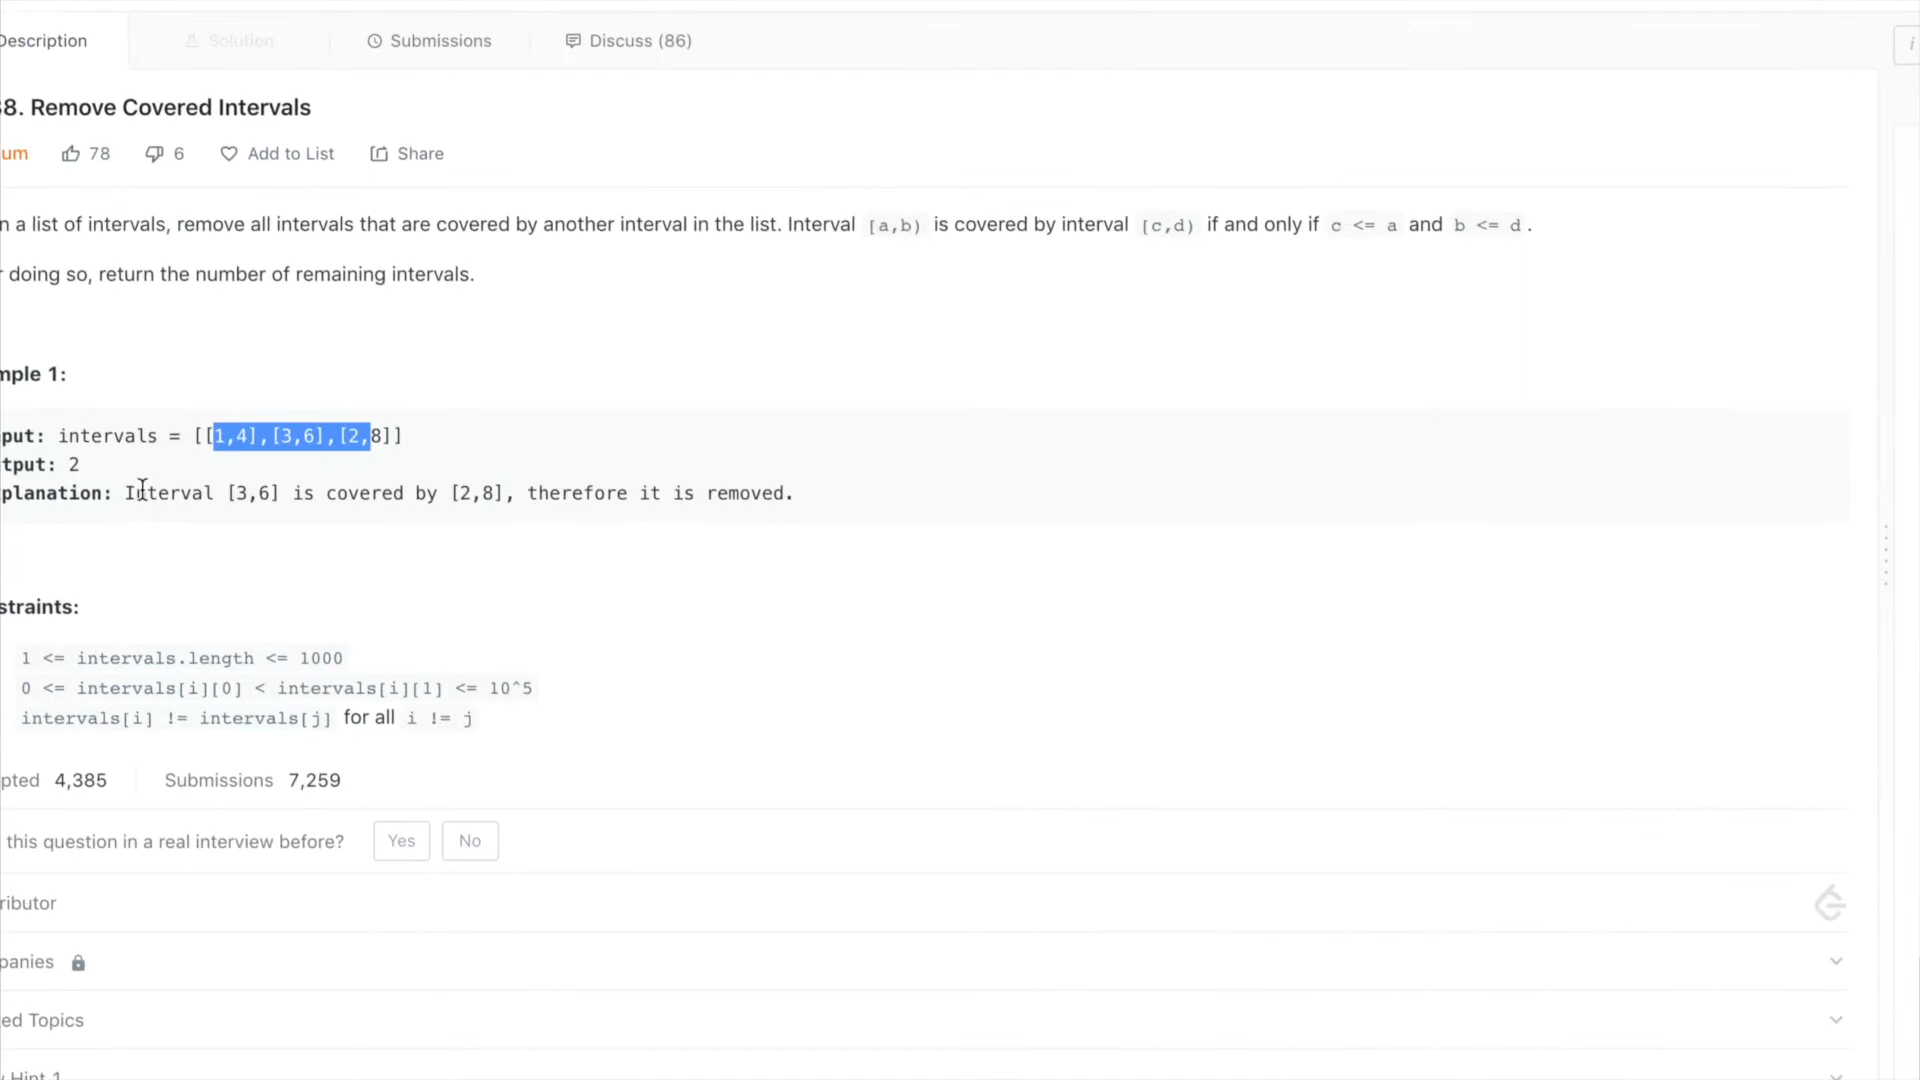 Description
Solution
Submissions
Discuss (86)
i
8. Remove Covered Intervals
um 78 6 Add to List Share
n a list of intervals, remove all intervals that are covered by another interval in the list. Interval [a,b) is covered by interval [c,d) if and only if c <= a and b <= d.
r doing so, return the number of remaining intervals.
mple 1:
put: intervals = [[1,4],[3,6],[2,8]]
tput: 2
planation: Interval [3,6] is covered by [2,8], therefore it is removed.
straints:
1 <= intervals.length <= 1000
0 <= intervals[i][0] < intervals[i][1] <= 10^5
intervals[i] != intervals[j] for all i != j
pted 4,385 Submissions 7,259
this question in a real interview before? Yes No
ributor
panies
ed Topics
Hint 1